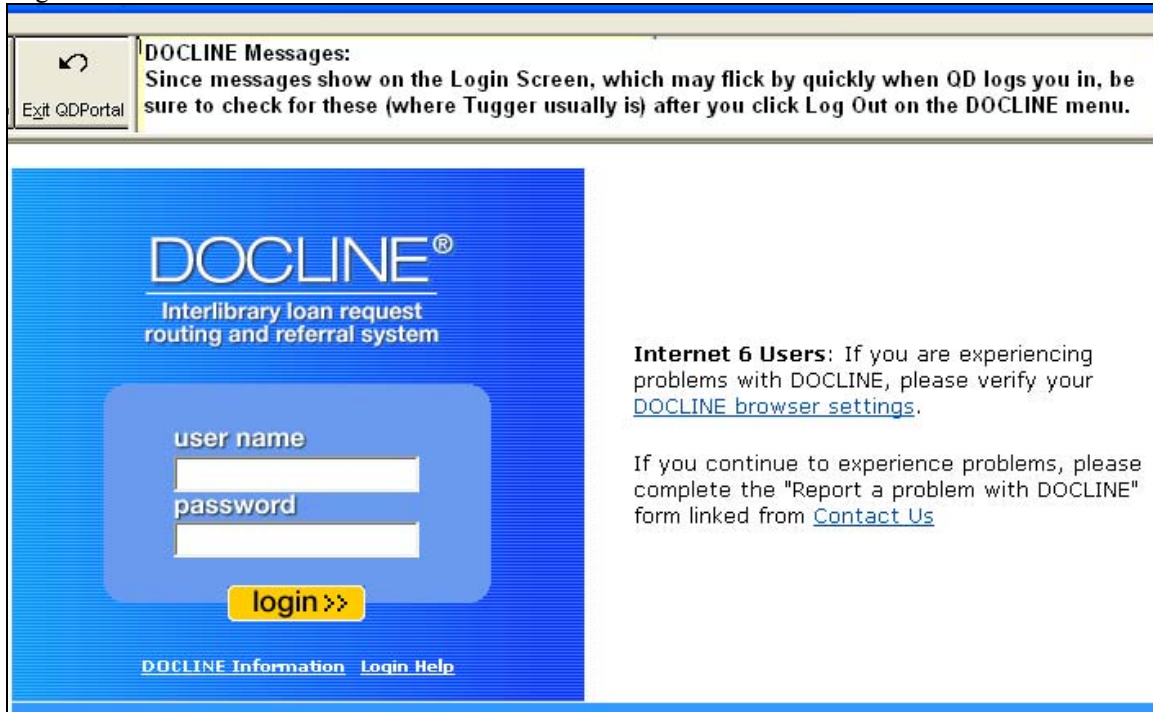 DOCLINE Messages:
Since messages show on the Login Screen, which may flick by quickly when QD logs you in, be
sure to check for these (where Tugger usually is) after you click Log Out on the DOCLINE menu.
Exit QDPortal
DOCLINE®
Interlibrary loan request
routing and referral system
user name
password
login >>
DOCLINE Information Login Help
Internet 6 Users: If you are experiencing
problems with DOCLINE, please verify your
DOCLINE browser settings.
If you continue to experience problems, please
complete the "Report a problem with DOCLINE"
form linked from Contact Us